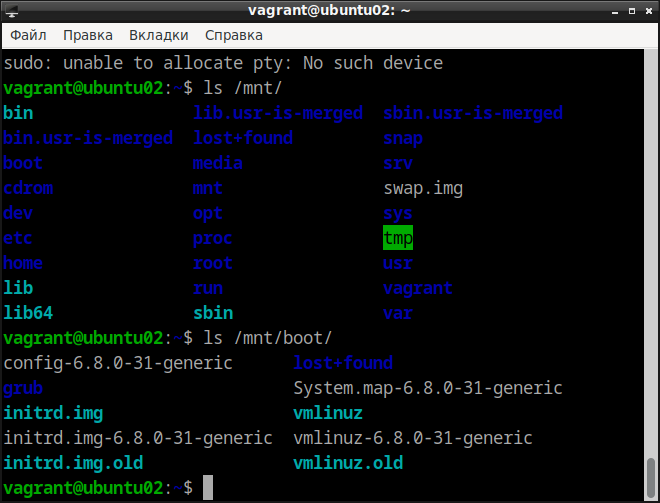 vagrant@ubuntu02: ~
Файл Правка Вкладки Справка
sudo: unable to allocate pty: No such device
vagrant@ubuntu02:~$ ls /mnt/
bin lib.usr-is-merged sbin.usr-is-merged
bin.usr-is-merged lost+found snap
boot media srv
cdrom mnt swap.img
dev opt sys
etc proc tmp
home root usr
lib run vagrant
lib64 sbin var
vagrant@ubuntu02:~$ ls /mnt/boot/
config-6.8.0-31-generic lost+found
grub System.map-6.8.0-31-generic
initrd.img vmlinuz
initrd.img-6.8.0-31-generic vmlinuz-6.8.0-31-generic
initrd.img.old vmlinuz.old
vagrant@ubuntu02:~$